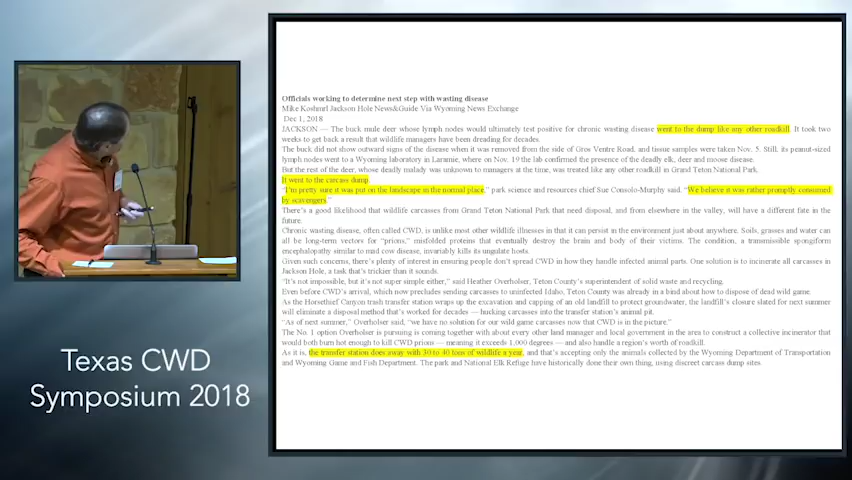 Officials working to determine next step with wasting disease
Mike Koshmrl Jackson Hole News&Guide Via Wyoming News Exchange
Dec 1, 2018
JACKSON — The buck mule deer whose lymph nodes would ultimately test positive for chronic wasting disease went to the dump like any other roadkill. It took two
weeks to get back a result that wildlife managers have been dreading for decades.
The buck did not show outward signs of the disease when it was removed from the side of Gros Ventre Road, and tissue samples were taken Nov. 5. Still, its peanut-sized
lymph nodes went to a Wyoming laboratory in Laramie, where on Nov. 19 the lab confirmed the presence of the deadly elk, deer and moose disease.
But the rest of the deer, whose deadly malady was unknown to managers at the time, was treated like any other roadkill in Grand Teton National Park.
It went to the carcass dump.
“I'm pretty sure it was put on the landscape in the normal place,” park science and resources chief Sue Consolo-Murphy said. “We believe it was rather promptly consumed
by scavengers.”
There's a good likelihood that wildlife carcasses from Grand Teton National Park that need disposal, and from elsewhere in the valley, will have a different fate in the
future.
Chronic wasting disease, often called CWD, is unlike most other wildlife illnesses in that it can persist in the environment just about anywhere. Soils, grasses and water can
all be long-term vectors for “prions,” misfolded proteins that eventually destroy the brain and body of their victims. The condition, a transmissible spongiform
encephalopathy similar to mad cow disease, invariably kills its ungulate hosts.
Given such concerns, there's plenty of interest in ensuring people don't spread CWD in how they handle infected animal parts. One solution is to incinerate all carcasses in
Jackson Hole, a task that's trickier than it sounds.
“It's not impossible, but it's not super simple either,” said Heather Overholser, Teton County's superintendent of solid waste and recycling.
Even before CWD's arrival, which now precludes sending carcasses to uninfected Idaho, Teton County was already in a bind about how to dispose of dead wild game.
As the Horsethief Canyon trash transfer station wraps up the excavation and capping of an old landfill to protect groundwater, the landfill's closure slated for next summer
will eliminate a disposal method that's worked for decades — hucking carcasses into the transfer station's animal pit.
“As of next summer,” Overholser said, “we have no solution for our wild game carcasses now that CWD is in the picture.”
The No. 1 option Overholser is pursuing is coming together with about every other land manager and local government in the area to construct a collective incinerator that
would both burn hot enough to kill CWD prions — meaning it exceeds 1,000 degrees — and also handle a region's worth of roadkill.
As it is, the transfer station does away with 30 to 40 tons of wildlife a year, and that's accepting only the animals collected by the Wyoming Department of Transportation
and Wyoming Game and Fish Department. The park and National Elk Refuge have historically done their own thing, using discreet carcass dump sites.
Texas CWD
Symposium 2018